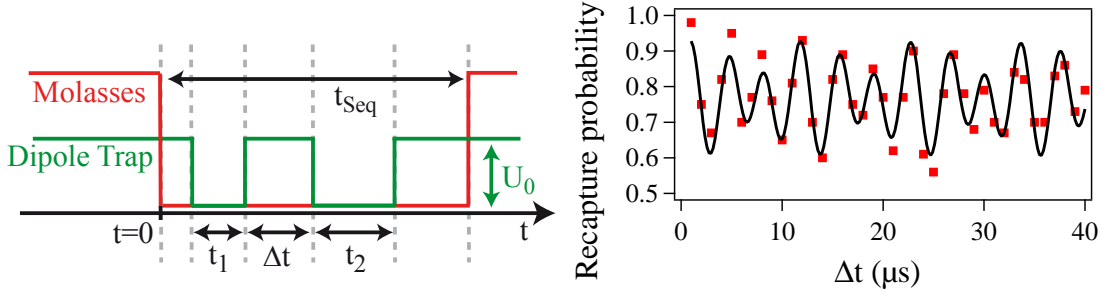 Molasses
t_Seq
Dipole Trap
U_0
t=0
t
t_1
Δt
t_2
Recapture probability
1.0
0.9
0.8
0.7
0.6
0.5
0
10
20
30
40
Δt (μs)